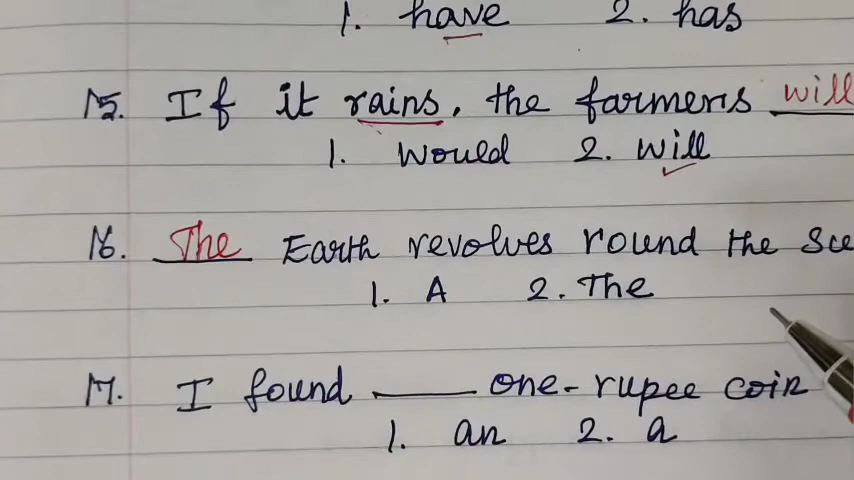 1. have 2. has
15. If it rains, the farmers will
1. would 2. will
16. The Earth revolves round the
1. A 2. The
17. I found ___ one-rupee coin
1. an 2. a